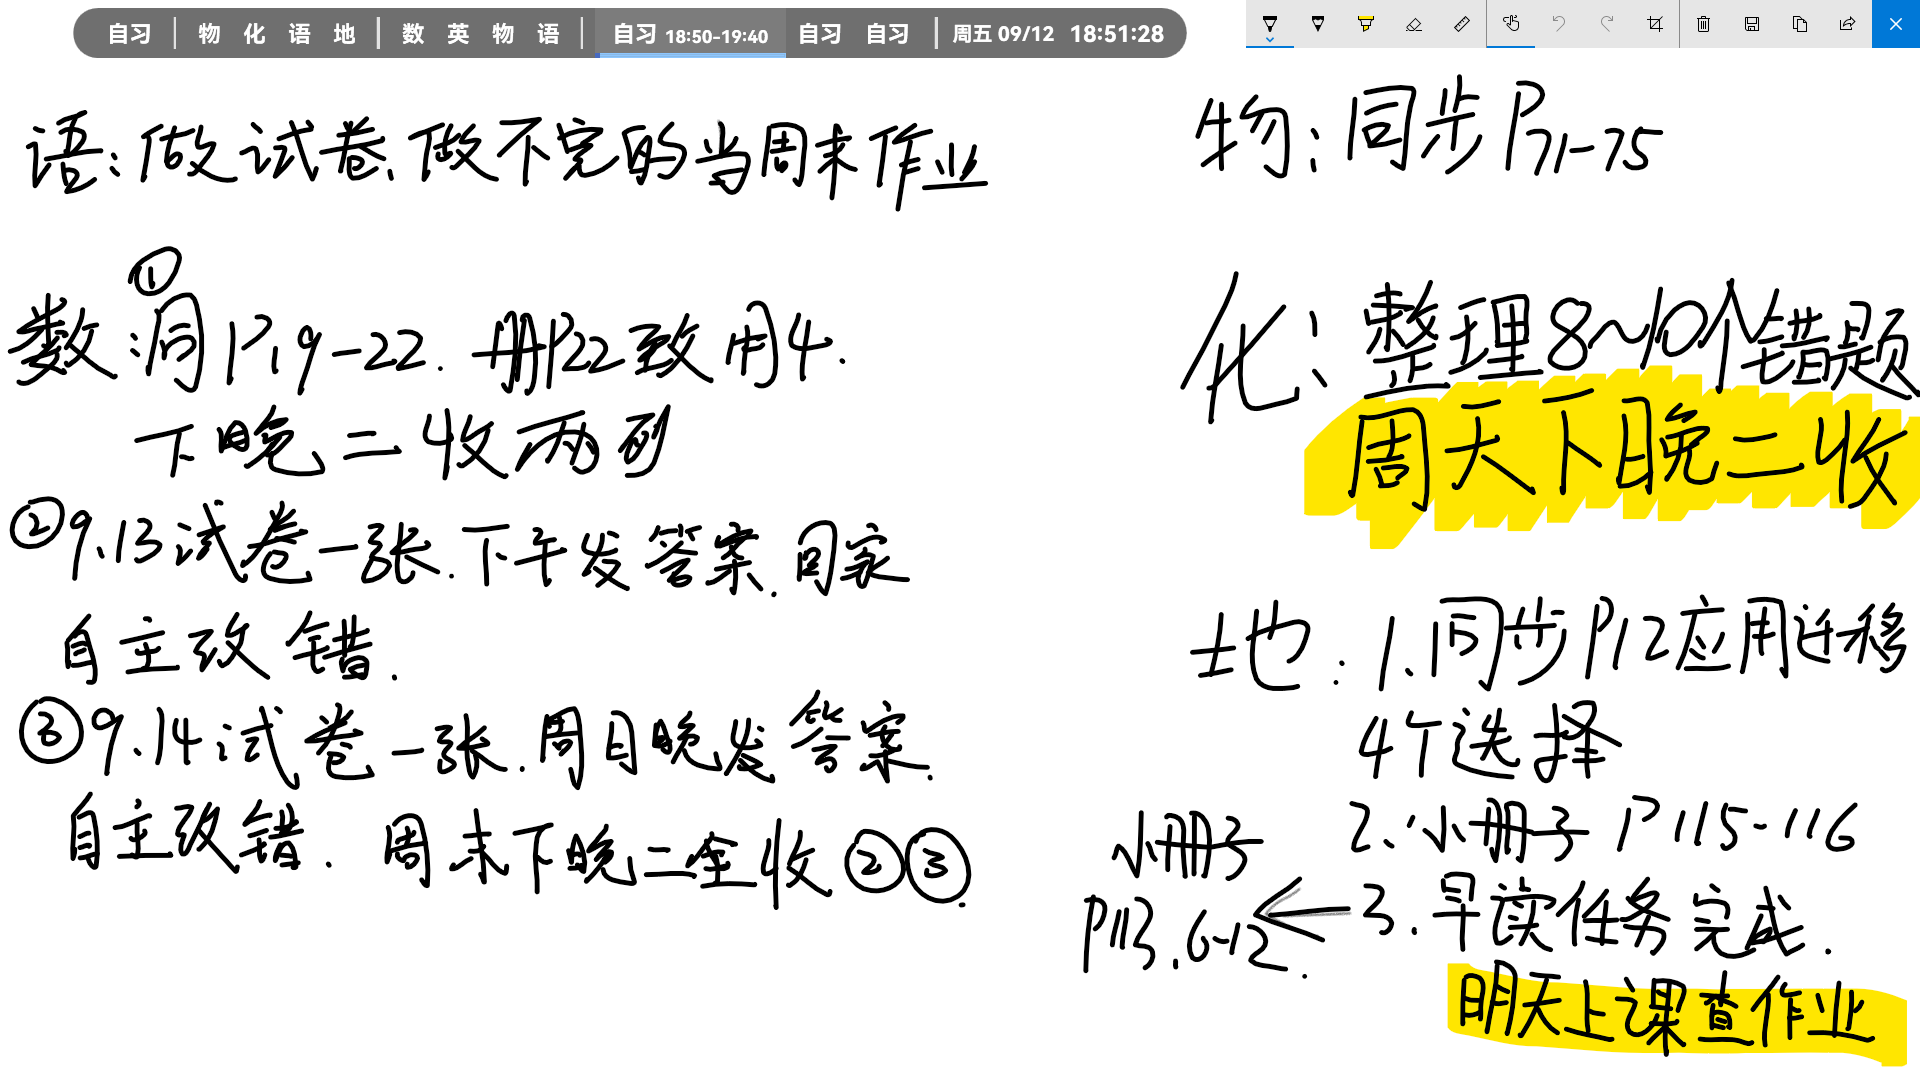 自习 | 物 化 语 地 | 数 英 物 语 | 自习 18:50-19:40 自习 自习 | 周五 09/12 18:51:28
语：做试卷、做不完的当周末作业
①
数：同P19-22. 册P22致用4.
下晚二收两列
②9.13试卷一张.下午发答案.回家
自主改错.
③9.14试卷一张.周日晚发答案.
自主改错. 周末下晚二全收②③.
物：同步P71-75
化：整理8~10个错题
周天下晚二收
地：1.同步P12应用迁移
4个选择
2.小册子P115-116
3.早读任务完成.
小册子
P113.6-12.
明天上课查作业